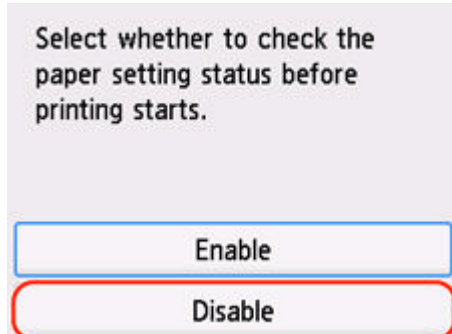 Select whether to check the
paper setting status before
printing starts.
Enable
Disable